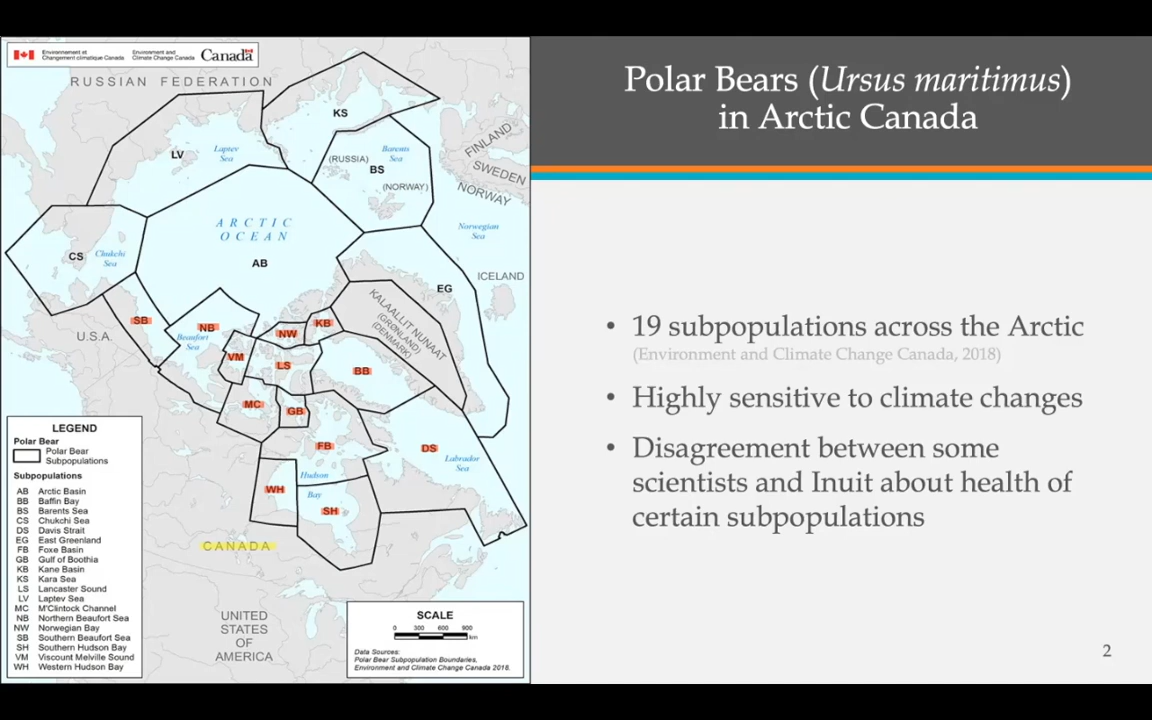 Environnement et
Changement climatique Canada
Environment and
Climate Change Canada
Canada
RUSSIAN FEDERATION
KS
LV
Laptev
Sea
(RUSSIA)
Barents
Sea
BS
(NORWAY)
FINLAND
SWEDEN
NORWAY
ARCTIC
OCEAN
Norwegian
Sea
CS
Chukchi
Sea
AB
ICELAND
EG
KALAALLIT NUNAAT
(GRØNLAND)
(DENMARK)
SB
NB
KB
U.S.A.
Beaufort
Sea
NW
VM
LS
BB
MC
GB
FB
DS
Labrador
Sea
Hudson
Bay
WH
SH
CANADA
UNITED
STATES
OF
AMERICA
LEGEND
Polar Bear
Polar Bear
Subpopulations
Subpopulations
AB Arctic Basin
BB Baffin Bay
BS Barents Sea
CS Chukchi Sea
DS Davis Strait
EG East Greenland
FB Foxe Basin
GB Gulf of Boothia
KB Kane Basin
KS Kara Sea
LS Lancaster Sound
LV Laptev Sea
MC M'Clintock Channel
NB Northern Beaufort Sea
NW Norwegian Bay
SB Southern Beaufort Sea
SH Southern Hudson Bay
VM Viscount Melville Sound
WH Western Hudson Bay
SCALE
0 300 600 900
km
Data Sources:
Polar Bear Subpopulation Boundaries,
Environment and Climate Change Canada 2018.
Polar Bears (Ursus maritimus)
in Arctic Canada
• 19 subpopulations across the Arctic
(Environment and Climate Change Canada, 2018)
• Highly sensitive to climate changes
• Disagreement between some
scientists and Inuit about health of
certain subpopulations
2